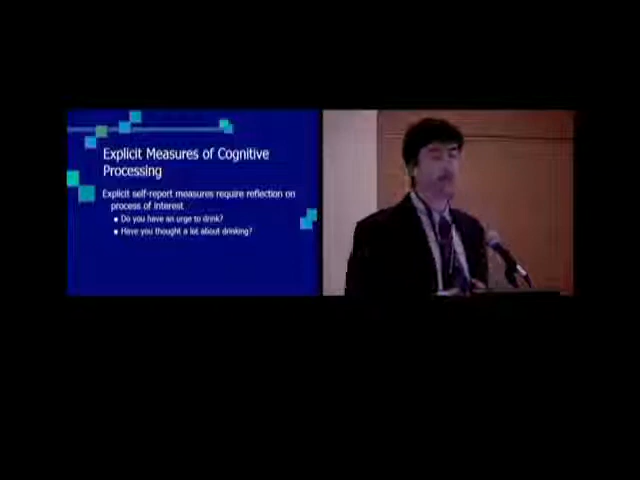 Explicit Measures of Cognitive
Processing
Explicit self-report measures require reflection on
process of interest
■ Do you have an urge to drink?
■ Have you thought a lot about drinking?